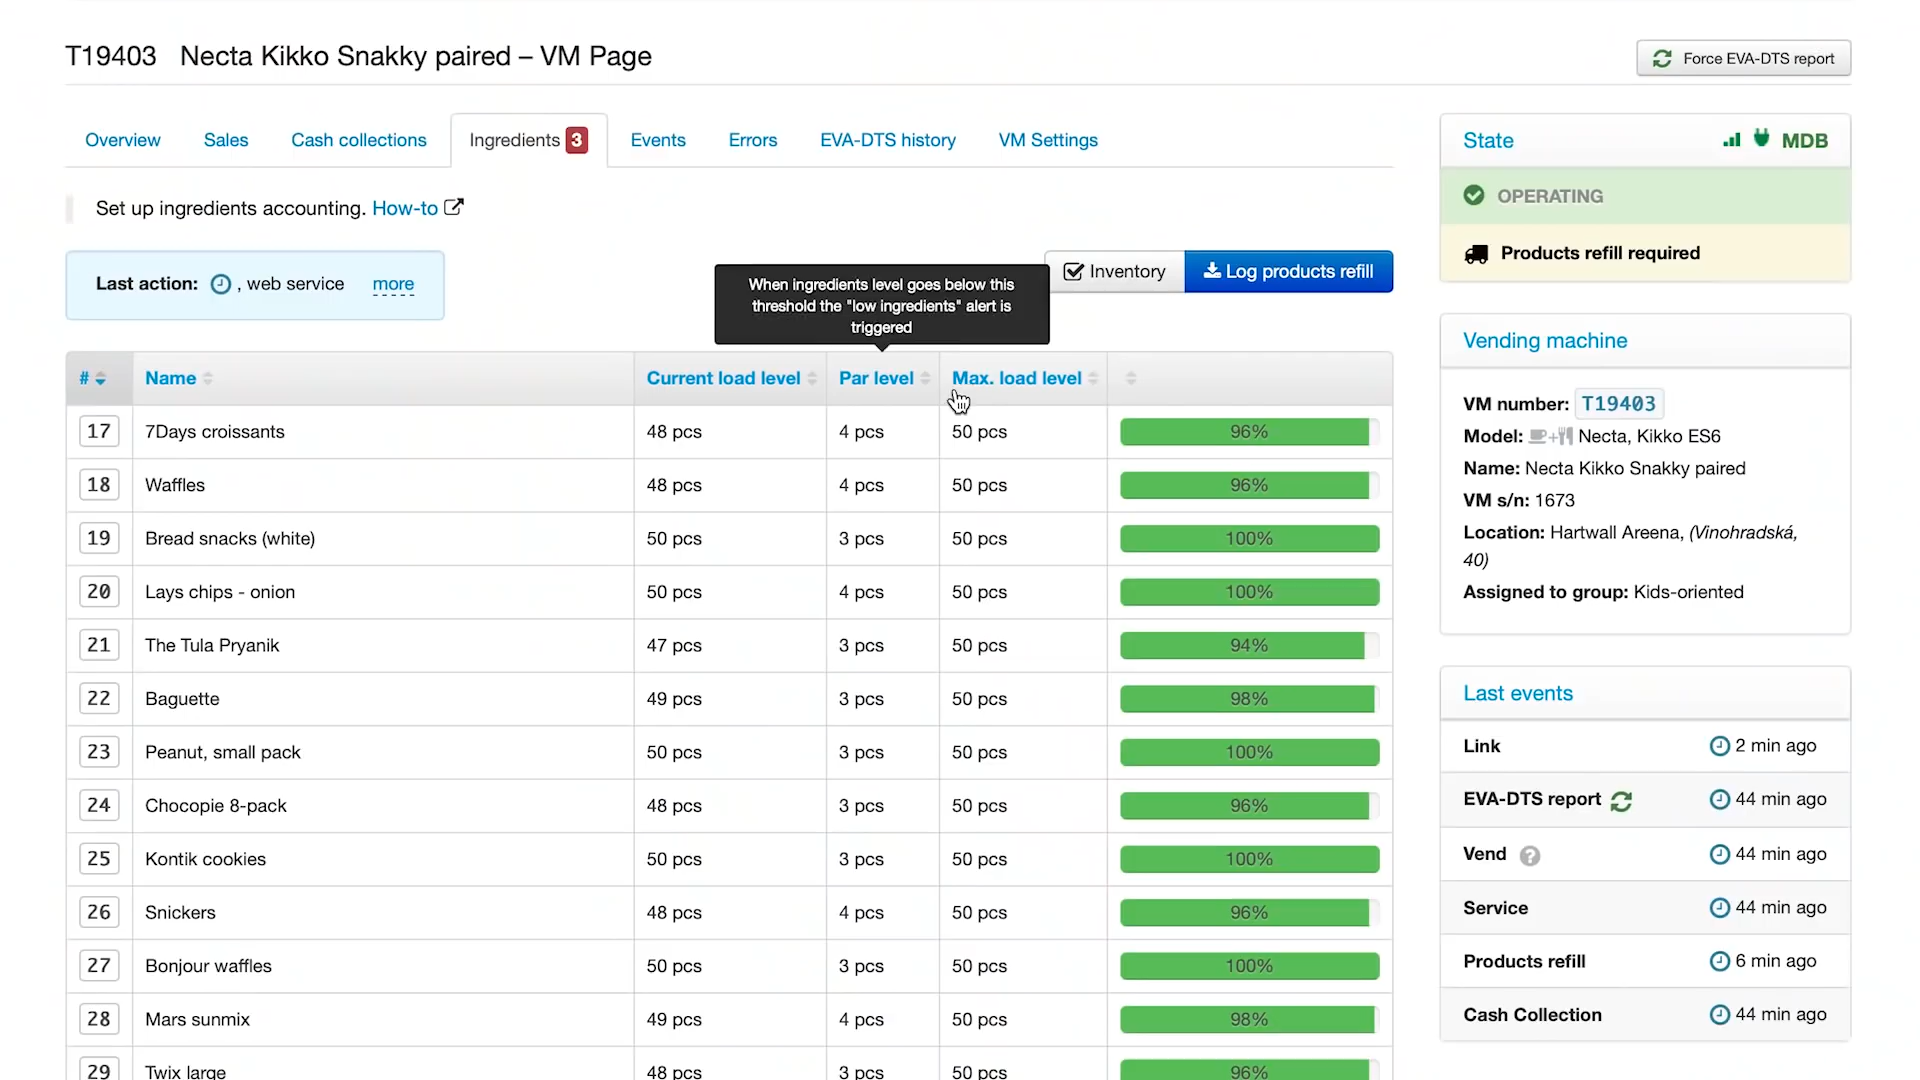 T19403 Necta Kikko Snakky paired – VM Page
Force EVA-DTS report
Overview Sales Cash collections Ingredients 3 Events Errors EVA-DTS history VM Settings
Set up ingredients accounting. How-to
Last action: , web service more
When ingredients level goes below this
threshold the "low ingredients" alert is
triggered
Inventory Log products refill
# Name Current load level Par level Max. load level
17 7Days croissants 48 pcs 4 pcs 50 pcs 96%
18 Waffles 48 pcs 4 pcs 50 pcs 96%
19 Bread snacks (white) 50 pcs 3 pcs 50 pcs 100%
20 Lays chips - onion 50 pcs 4 pcs 50 pcs 100%
21 The Tula Pryanik 47 pcs 3 pcs 50 pcs 94%
22 Baguette 49 pcs 3 pcs 50 pcs 98%
23 Peanut, small pack 50 pcs 3 pcs 50 pcs 100%
24 Chocopie 8-pack 48 pcs 3 pcs 50 pcs 96%
25 Kontik cookies 50 pcs 3 pcs 50 pcs 100%
26 Snickers 48 pcs 4 pcs 50 pcs 96%
27 Bonjour waffles 50 pcs 3 pcs 50 pcs 100%
28 Mars sunmix 49 pcs 4 pcs 50 pcs 98%
29 Twix large 48 pcs 3 pcs 50 pcs 96%
State MDB
OPERATING
Products refill required
Vending machine
VM number: T19403
Model: + Necta, Kikko ES6
Name: Necta Kikko Snakky paired
VM s/n: 1673
Location: Hartwall Areena, (Vinohradská,
40)
Assigned to group: Kids-oriented
Last events
Link 2 min ago
EVA-DTS report 44 min ago
Vend ? 44 min ago
Service 44 min ago
Products refill 6 min ago
Cash Collection 44 min ago